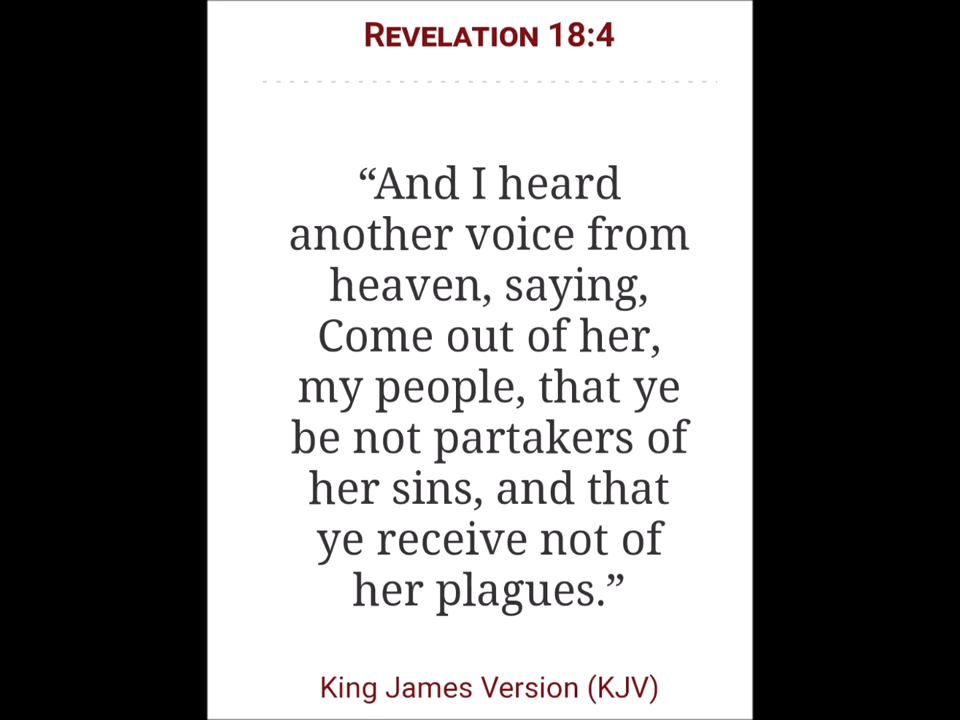 REVELATION 18:4
“And I heard
another voice from
heaven, saying,
Come out of her,
my people, that ye
be not partakers of
her sins, and that
ye receive not of
her plagues.”
King James Version (KJV)